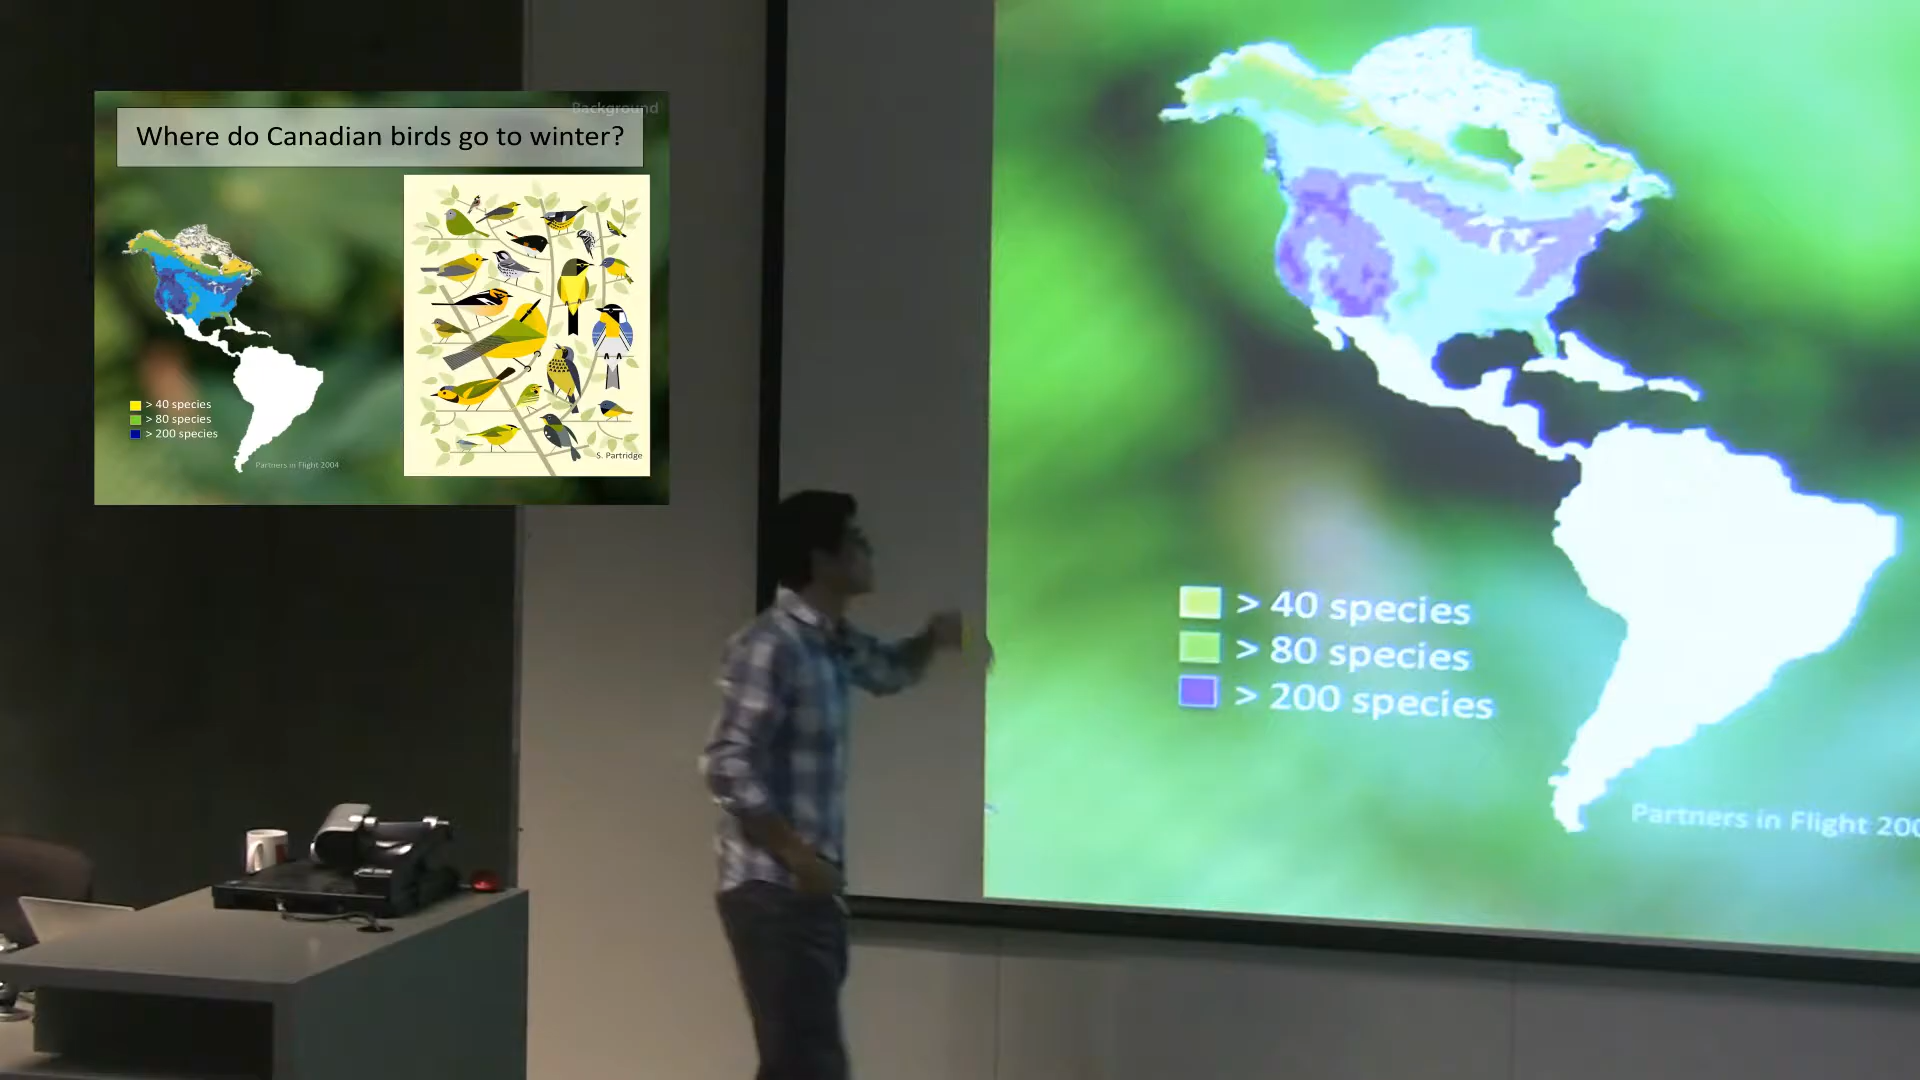 Background
Where do Canadian birds go to winter?
> 40 species
> 80 species
> 200 species
Partners in Flight 2004
S. Partridge
> 40 species
> 80 species
> 200 species
Partners in Flight 200